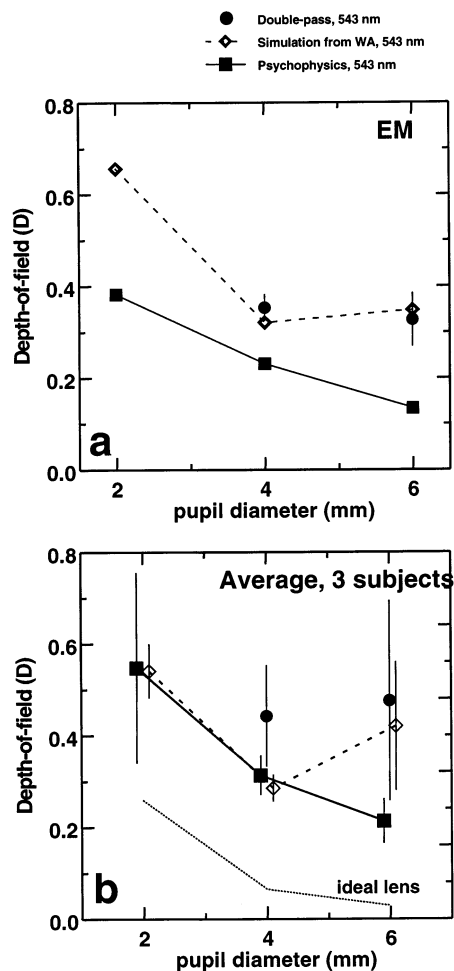 Double-pass, 543 nm
Simulation from WA, 543 nm
Psychophysics, 543 nm
0.8
EM
0.6
0.4
0.2
0.0
Depth-of-field (D)
a
2 4 6
pupil diameter (mm)
0.8
Average, 3 subjects
0.6
0.4
0.2
0.0
Depth-of-field (D)
ideal lens
b
2 4 6
pupil diameter (mm)